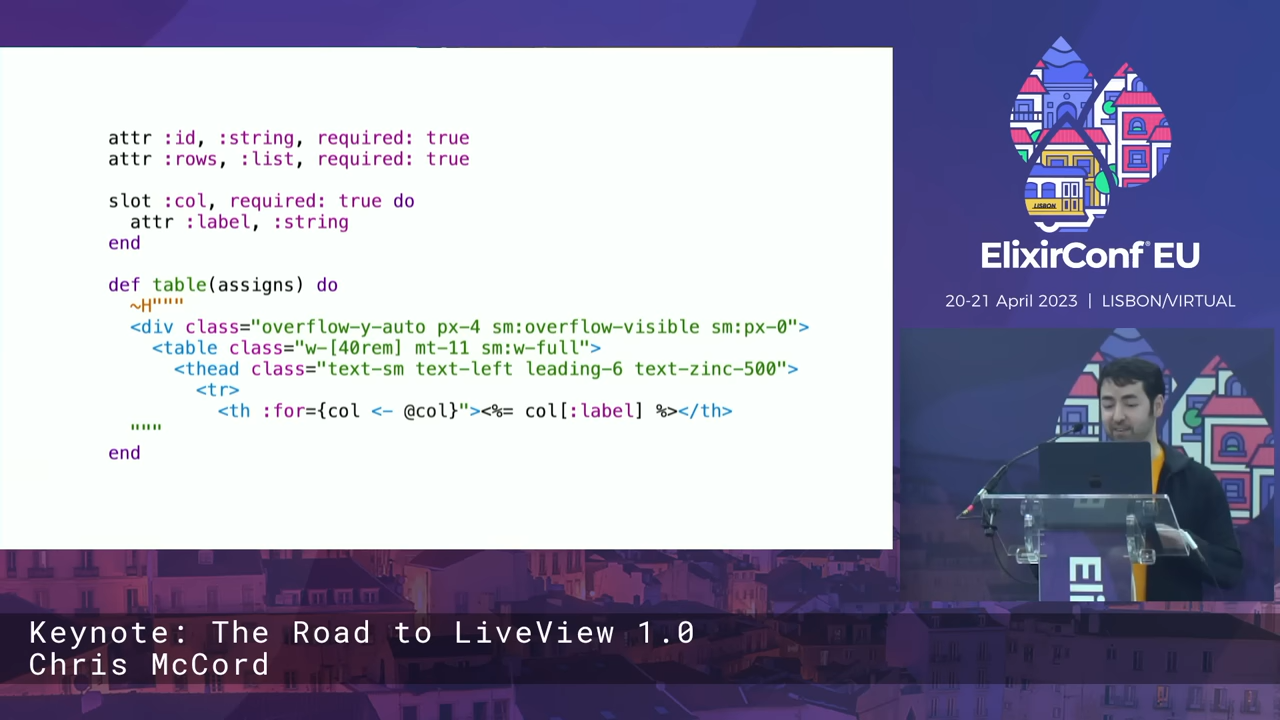 attr :id, :string, required: true
attr :rows, :list, required: true
slot :col, required: true do
attr :label, :string
end
def table(assigns) do
~H"""
<div class="overflow-y-auto px-4 sm:overflow-visible sm:px-0">
<table class="w-[40rem] mt-11 sm:w-full">
<thead class="text-sm text-left leading-6 text-zinc-500">
<tr>
<th :for={col <- @col}"><%= col[:label] %></th>
"""
end
LISBON
ElixirConf® EU
20-21 April 2023 | LISBON/VIRTUAL
Eli
Keynote: The Road to LiveView 1.0
Chris McCord